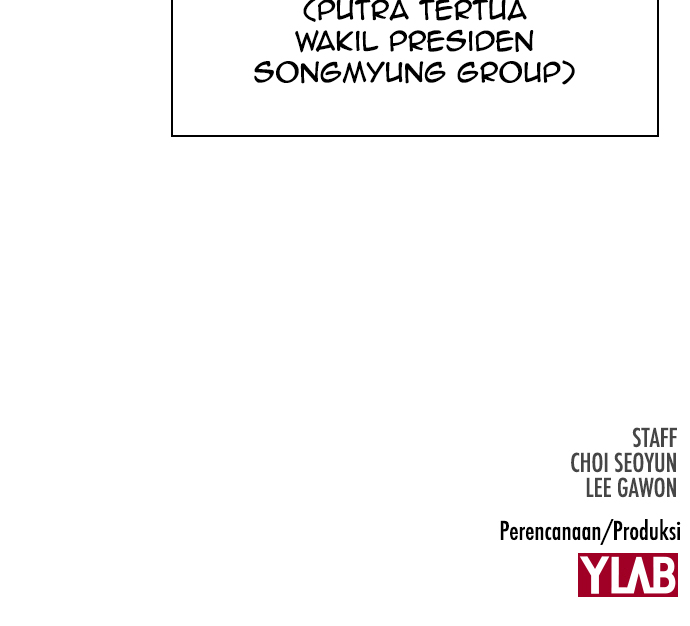 (PUTRA TERTUA
WAKIL PRESIDEN
SONGMYUNG GROUP)
STAFF
CHOI SEOYUN
LEE GAWON
Perencanaan/Produksi
YLAB